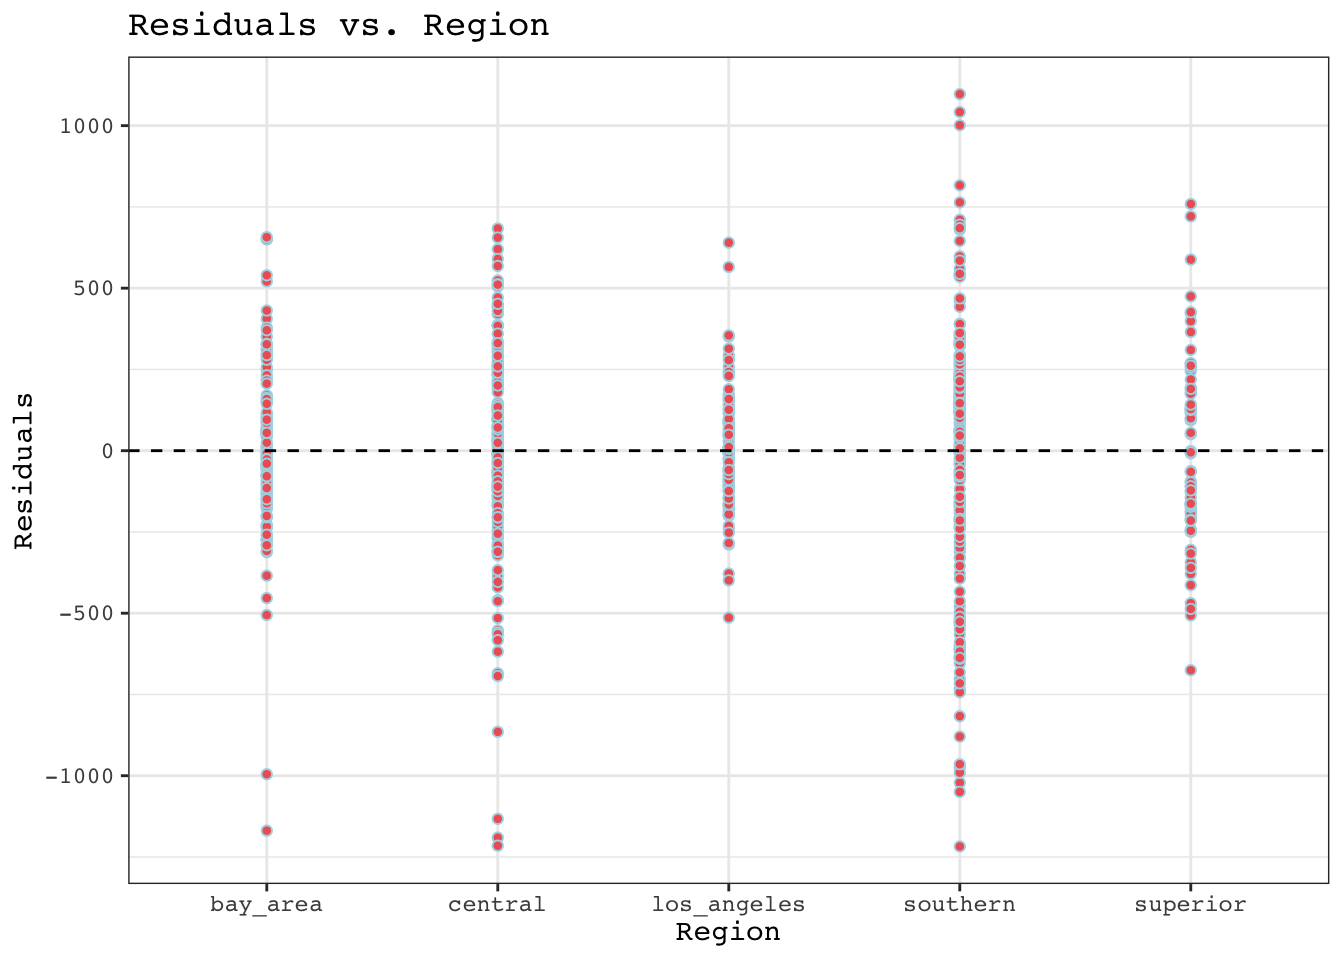 Residuals vs. Region
1000
500
0
−500
−1000
Residuals
bay_area central los_angeles southern superior
Region